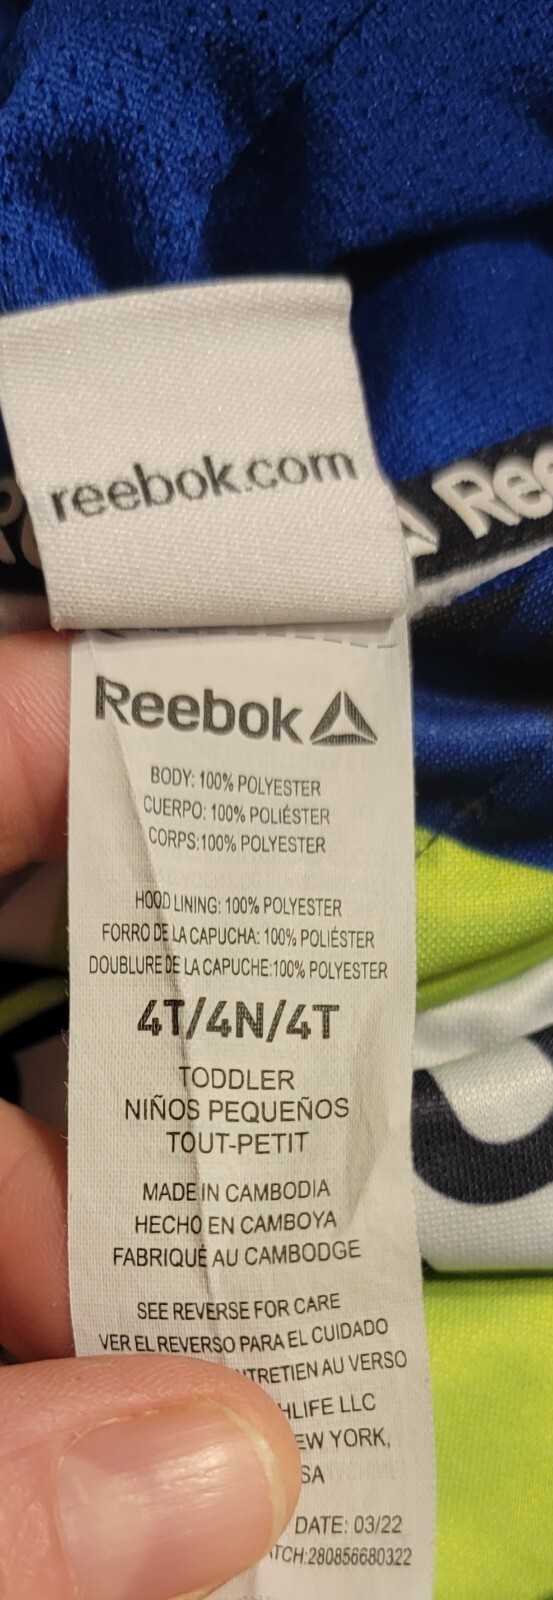 reebok.com
Ree
Reebok
BODY: 100% POLYESTER
CUERPO: 100% POLIÉSTER
CORPS:100% POLYESTER
HOOD LINING: 100% POLYESTER
FORRO DE LA CAPUCHA: 100% POLIÉSTER
DOUBLURE DE LA CAPUCHE:100% POLYESTER
4T/4N/4T
TODDLER
NIÑOS PEQUEÑOS
TOUT-PETIT
MADE IN CAMBODIA
HECHO EN CAMBOYA
FABRIQUÉ AU CAMBODGE
SEE REVERSE FOR CARE
VER EL REVERSO PARA EL CUIDADO
NTRETIEN AU VERSO
HLIFE LLC
EW YORK,
SA
DATE: 03/22
ATCH:280856680322